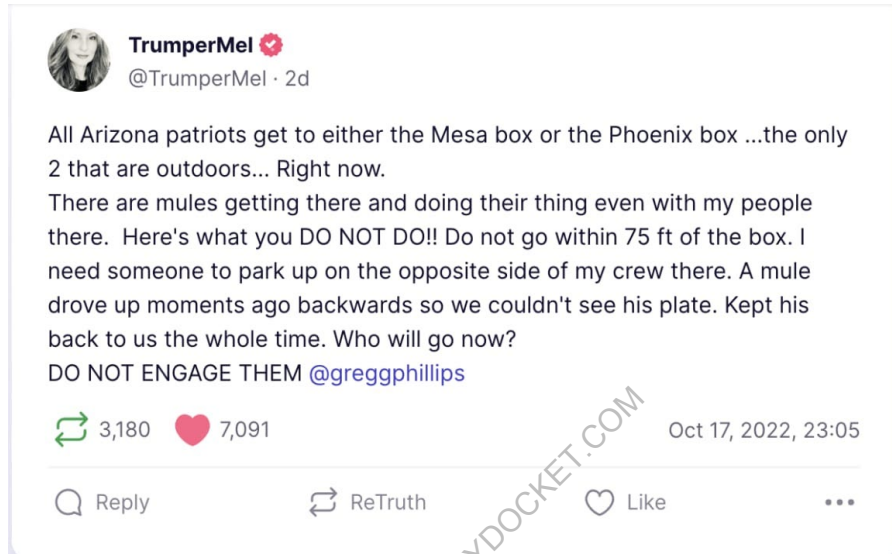 TrumperMel
@TrumperMel · 2d
All Arizona patriots get to either the Mesa box or the Phoenix box ...the only
2 that are outdoors... Right now.
There are mules getting there and doing their thing even with my people
there.  Here's what you DO NOT DO!! Do not go within 75 ft of the box. I
need someone to park up on the opposite side of my crew there. A mule
drove up moments ago backwards so we couldn't see his plate. Kept his
back to us the whole time. Who will go now?
DO NOT ENGAGE THEM @greggphillips
3,180 7,091 Oct 17, 2022, 23:05
Reply ReTruth Like
YDOCKET.COM